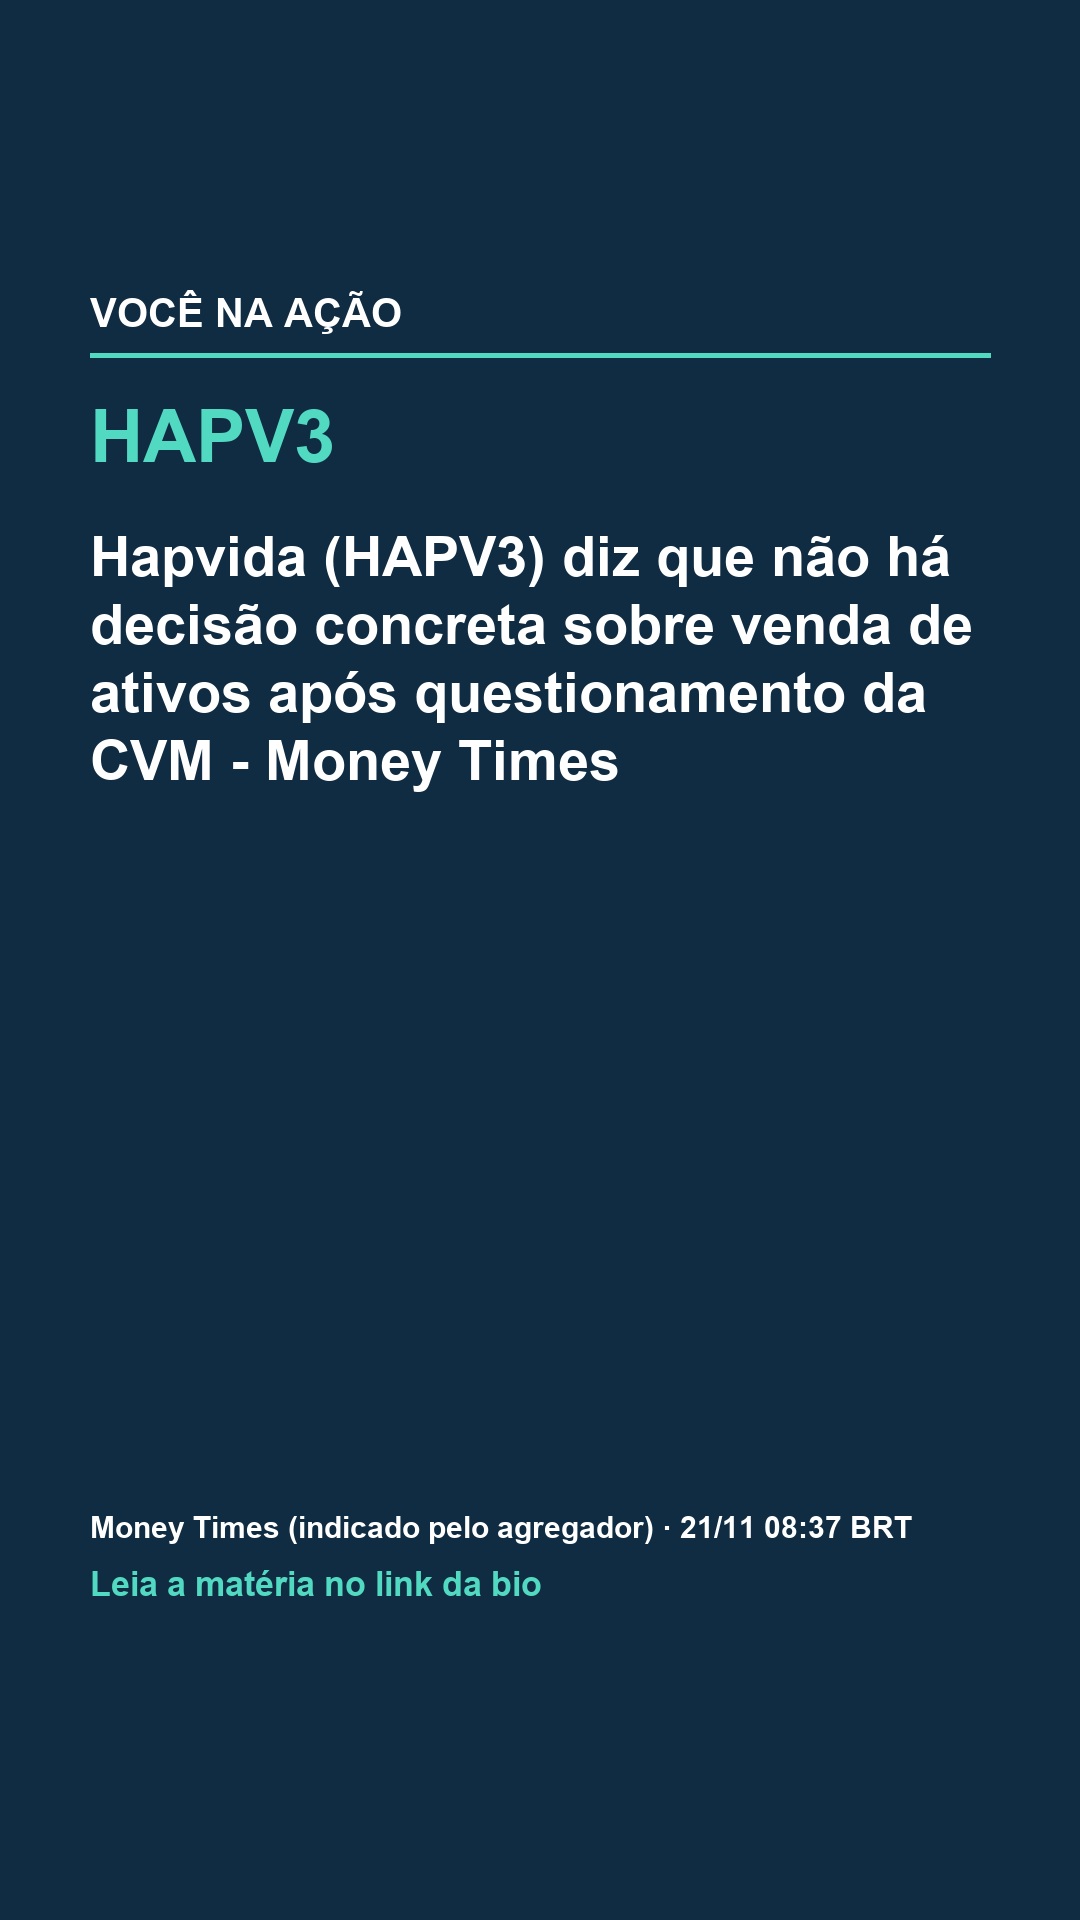 VOCÊ NA AÇÃO
HAPV3
Hapvida (HAPV3) diz que não há
decisão concreta sobre venda de
ativos após questionamento da
CVM - Money Times
Money Times (indicado pelo agregador) · 21/11 08:37 BRT
Leia a matéria no link da bio